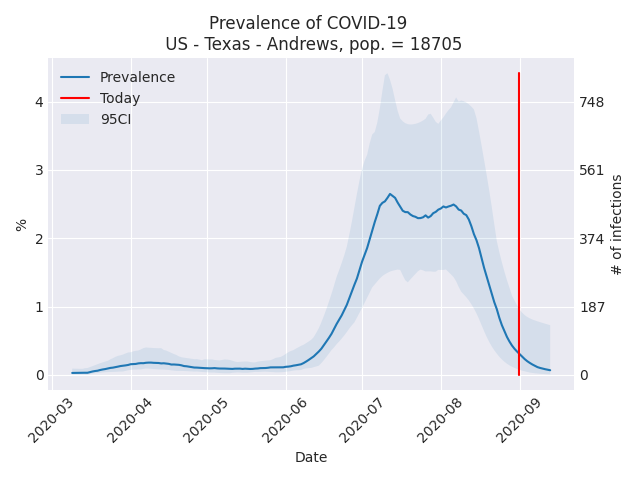 Prevalence of COVID-19
US - Texas - Andrews, pop. = 18705
Prevalence
Today
95CI
4
3
2
1
0
748
561
374
187
0
%
# of infections
2020-03
2020-04
2020-05
2020-06
2020-07
2020-08
2020-09
Date